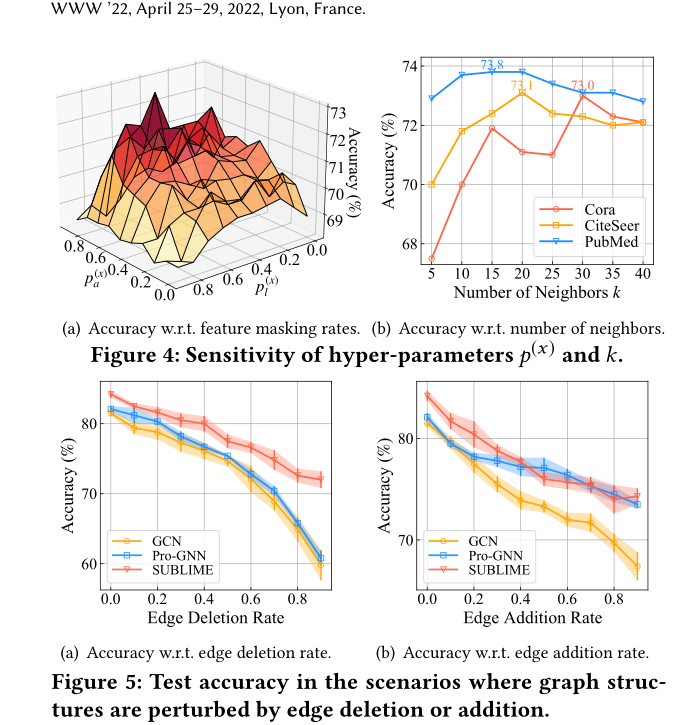 WWW ’22, April 25–29, 2022, Lyon, France.
73
72
71
70
69
Accuracy (%)
0.8
0.6
0.4
0.2
0.0
p_a^(x)
0.8
0.6
0.4
0.2
0.0
p_l^(x)
74
72
70
68
Accuracy (%)
73.8
73.1
73.0
Cora
CiteSeer
PubMed
5 10 15 20 25 30 35 40
Number of Neighbors k
(a) Accuracy w.r.t. feature masking rates.
(b) Accuracy w.r.t. number of neighbors.
Figure 4: Sensitivity of hyper-parameters p^(x) and k.
80
70
60
Accuracy (%)
GCN
Pro-GNN
SUBLIME
0.0 0.2 0.4 0.6 0.8
Edge Deletion Rate
80
70
Accuracy (%)
GCN
Pro-GNN
SUBLIME
0.0 0.2 0.4 0.6 0.8
Edge Addition Rate
(a) Accuracy w.r.t. edge deletion rate.
(b) Accuracy w.r.t. edge addition rate.
Figure 5: Test accuracy in the scenarios where graph struc-
tures are perturbed by edge deletion or addition.